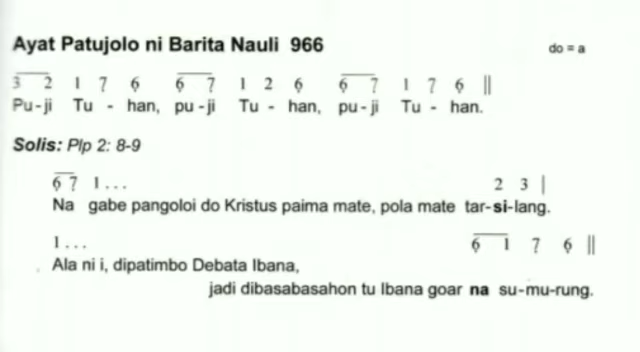 Ayat Patujolo ni Barita Nauli 966
do = a
3 2 1 7̣ 6̣ 6̣ 7̣ 1 2 6̣ 6̣ 7̣ 1 7̣ 6̣ ||
Pu-ji Tu - han, pu-ji Tu - han, pu-ji Tu - han.
Solis: Plp 2: 8-9
6̣ 7̣ 1... 2 3 |
Na gabe pangoloi do Kristus paima mate, pola mate tar-si-lang.
1... 6̣ 1 7̣ 6̣ ||
Ala ni i, dipatimbo Debata Ibana,
jadi dibasabasahon tu Ibana goar na su-mu-rung.